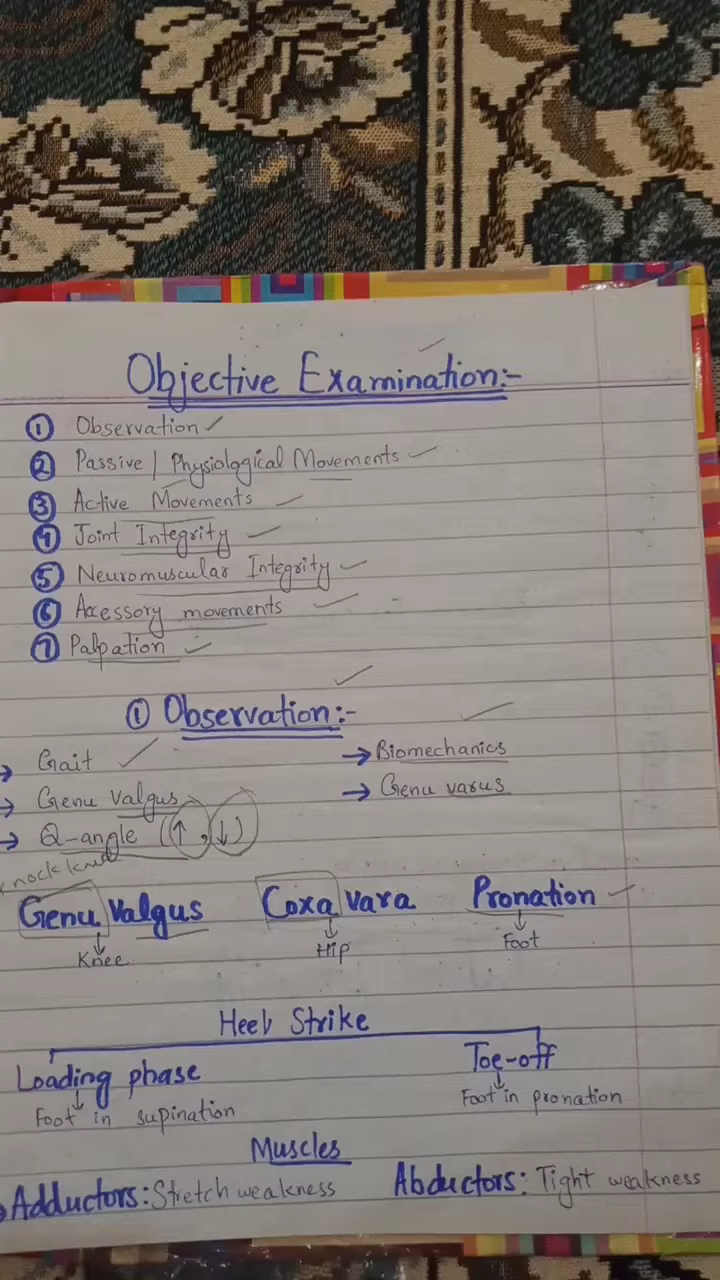 Objective Examination:-
① Observation ✓
② Passive / Physiological Movements ✓
③ Active Movements ✓
④ Joint Integrity ✓
⑤ Neuromuscular Integrity ✓
⑥ Accessory movements ✓
⑦ Palpation ✓
① Observation:-
→ Gait ✓ → Biomechanics
→ Genu valgus → Genu varus
→ Q-angle (↑, ↓)
Knock knee
Genu valgus Coxa vara Pronation
↓ Knee ↓ Hip ↓ Foot
Heel Strike
Loading phase Toe-off
↓ Foot in supination ↓ Foot in pronation
Muscles
Adductors: Stretch weakness Abductors: Tight weakness